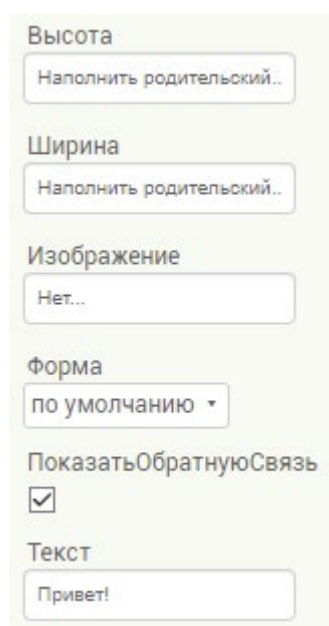 Высота
Наполнить родительский..
Ширина
Наполнить родительский..
Изображение
Нет...
Форма
по умолчанию
ПоказатьОбратнуюСвязь
Текст
Привет!